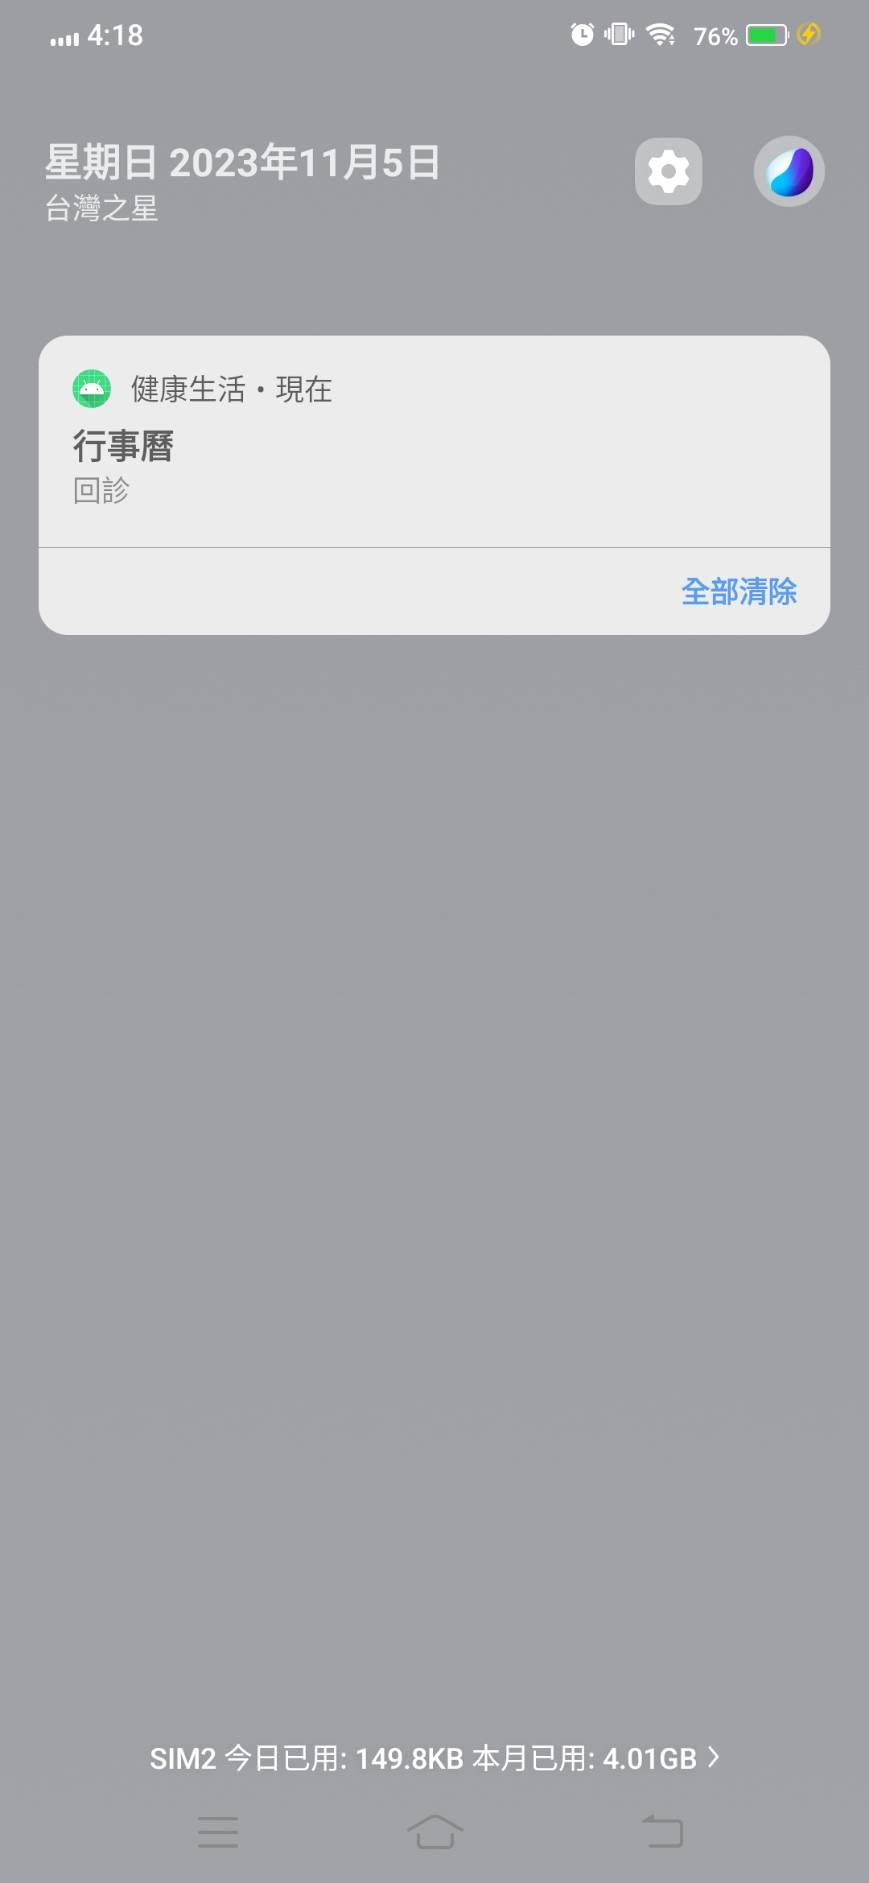 4:18 76%
星期日 2023年11月5日
台灣之星
健康生活・現在
行事曆
回診
全部清除
SIM2 今日已用: 149.8KB 本月已用: 4.01GB >